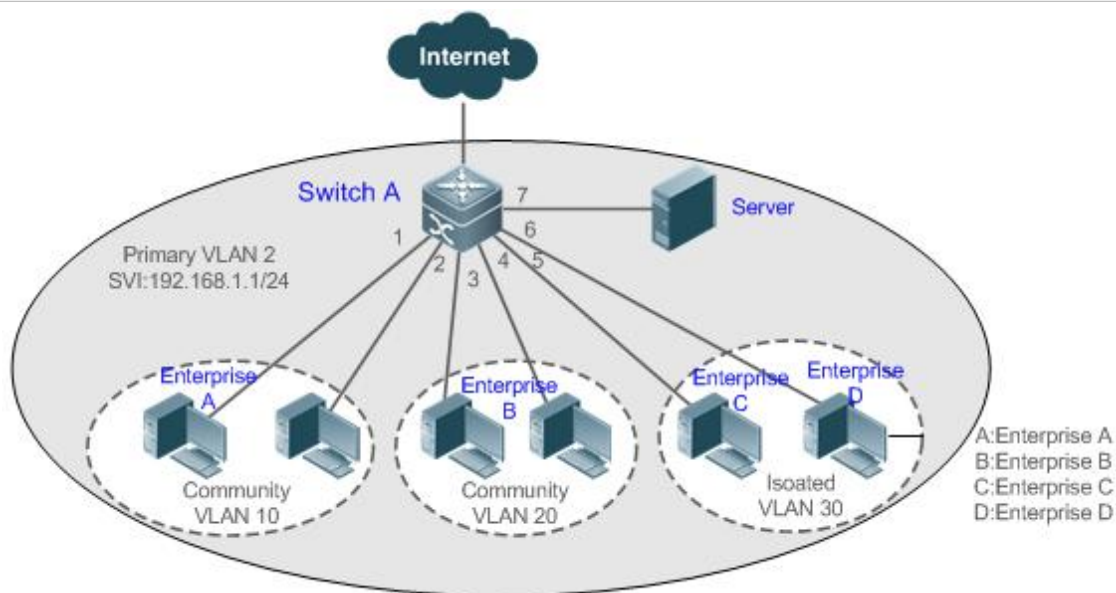 Internet
Switch A
7
Server
6
1
2
3
4
5
Primary VLAN 2
SVI:192.168.1.1/24
Enterprise
A
Enterprise
B
Enterprise
C
Enterprise
D
Community
VLAN 10
Community
VLAN 20
Isoated
VLAN 30
A:Enterprise A
B:Enterprise B
C:Enterprise C
D:Enterprise D